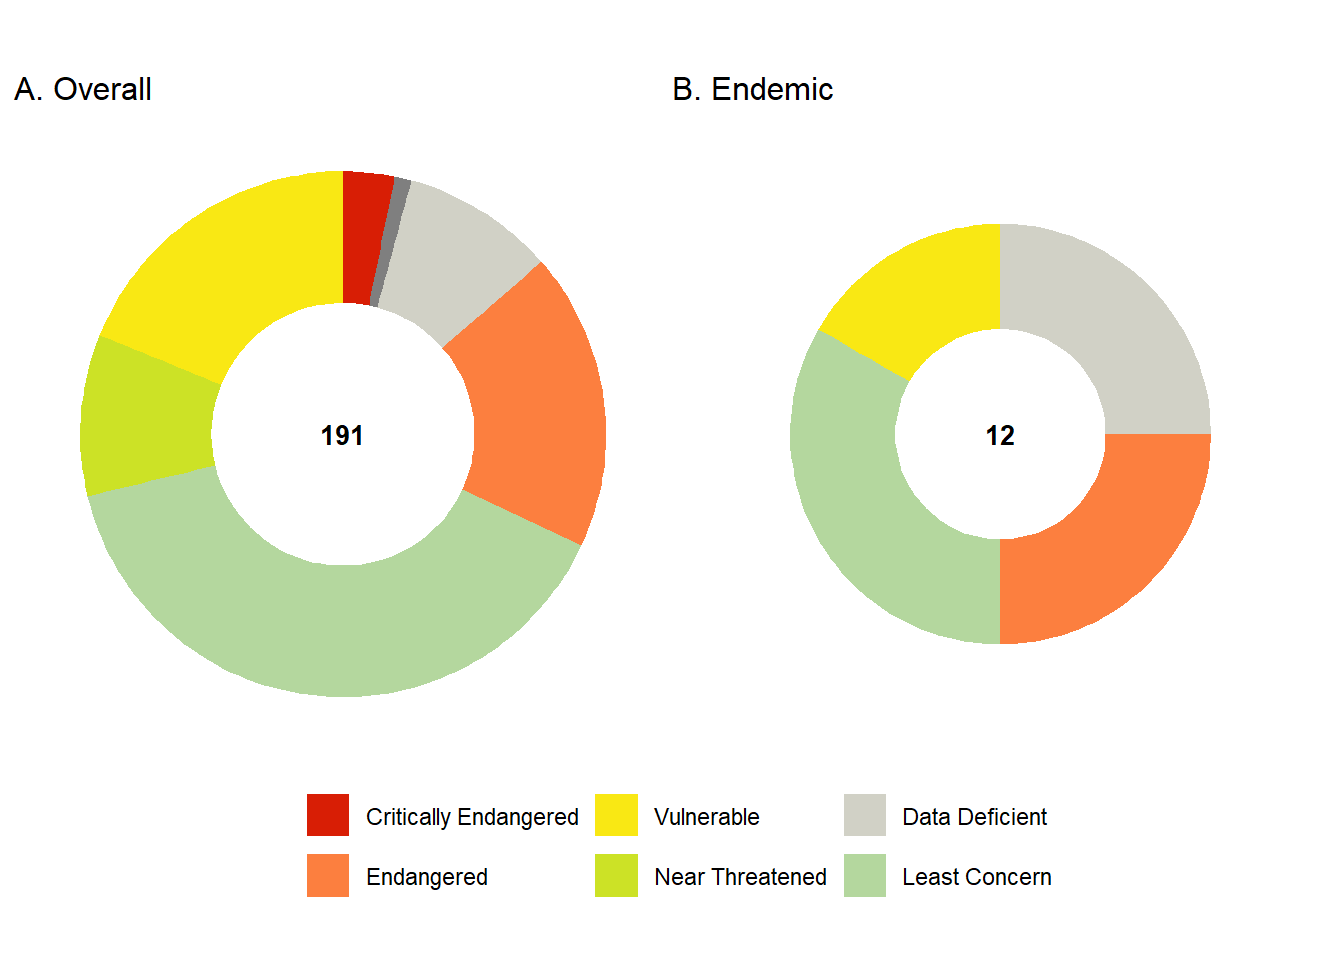 A. Overall
B. Endemic
191
12
Critically Endangered
Vulnerable
Data Deficient
Endangered
Near Threatened
Least Concern